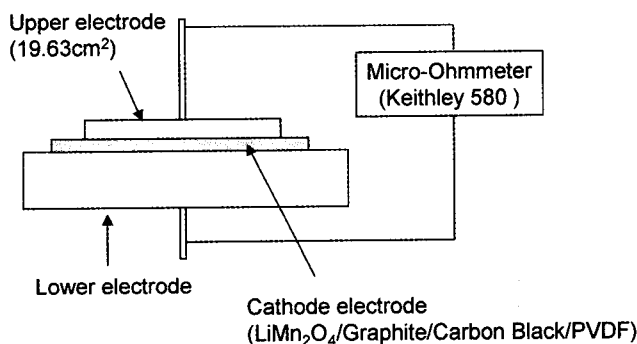 Upper electrode
(19.63cm²)
Micro-Ohmmeter
(Keithley 580 )
Lower electrode
Cathode electrode
(LiMn₂O₄/Graphite/Carbon Black/PVDF)